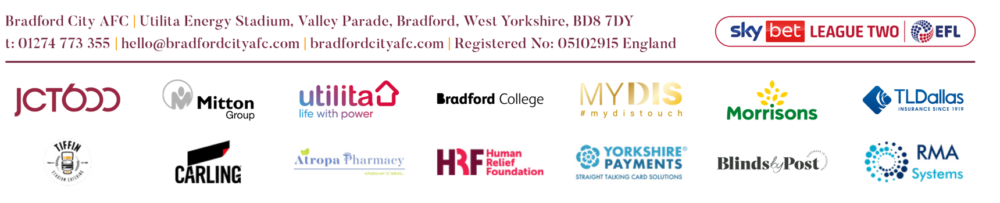 Bradford City AFC | Utilita Energy Stadium, Valley Parade, Bradford, West Yorkshire, BD8 7DY
t: 01274 773 355 | hello@bradfordcityafc.com | bradfordcityafc.com | Registered No: 05102915 England
sky bet LEAGUE TWO | EFL
JCT600
Mitton
Group
utilita
life with power
Bradford College
MYDIS
#mydistouch
Morrisons
TLDallas
INSURANCE SINCE 1919
TIFFIN
STADIUM CATERING
CARLING
Atropa Pharmacy
whatever it takes...
HRF Human
Relief
Foundation
YORKSHIRE®
PAYMENTS
STRAIGHT TALKING CARD SOLUTIONS
BlindsbyPost
HANDMADE IN YORKSHIRE
RMA
Systems